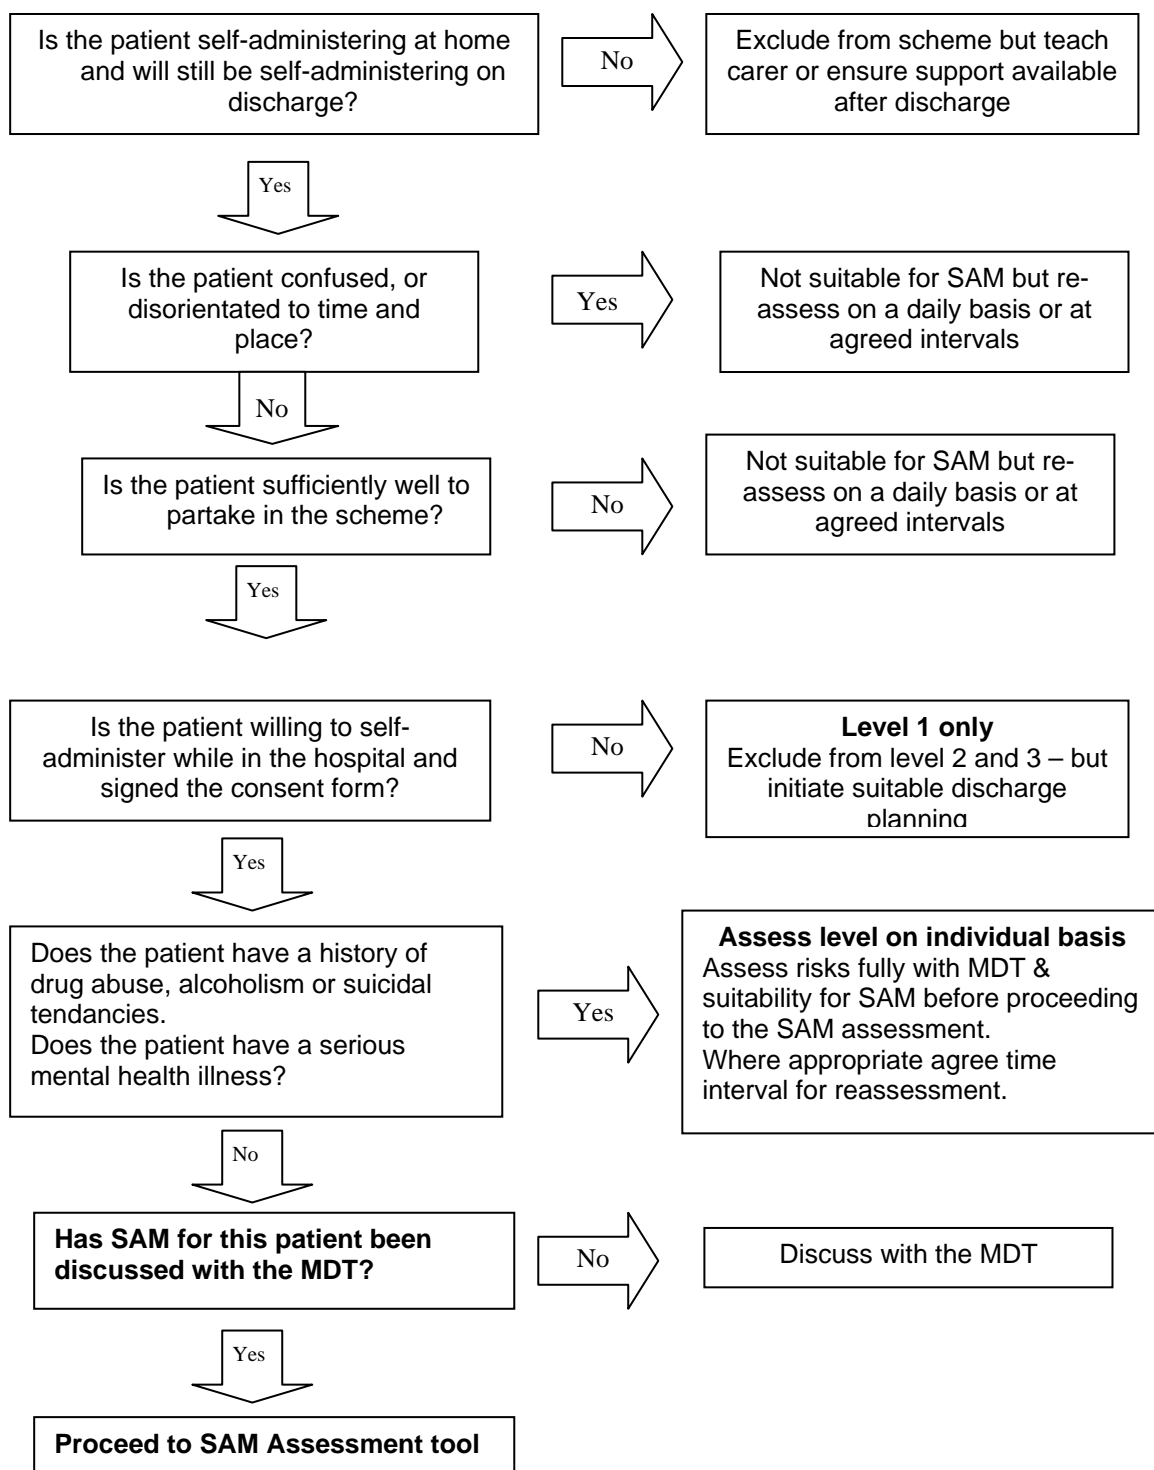 Is the patient self-administering at home
and will still be self-administering on
discharge?
No
Exclude from scheme but teach
carer or ensure support available
after discharge
Yes
Is the patient confused, or
disorientated to time and
place?
Yes
Not suitable for SAM but re-
assess on a daily basis or at
agreed intervals
No
Is the patient sufficiently well to
partake in the scheme?
No
Not suitable for SAM but re-
assess on a daily basis or at
agreed intervals
Yes
Is the patient willing to self-
administer while in the hospital and
signed the consent form?
No
Level 1 only
Exclude from level 2 and 3 – but
initiate suitable discharge
planning
Yes
Does the patient have a history of
drug abuse, alcoholism or suicidal
tendancies.
Does the patient have a serious
mental health illness?
Yes
Assess level on individual basis
Assess risks fully with MDT &
suitability for SAM before proceeding
to the SAM assessment.
Where appropriate agree time
interval for reassessment.
No
Has SAM for this patient been
discussed with the MDT?
No
Discuss with the MDT
Yes
Proceed to SAM Assessment tool